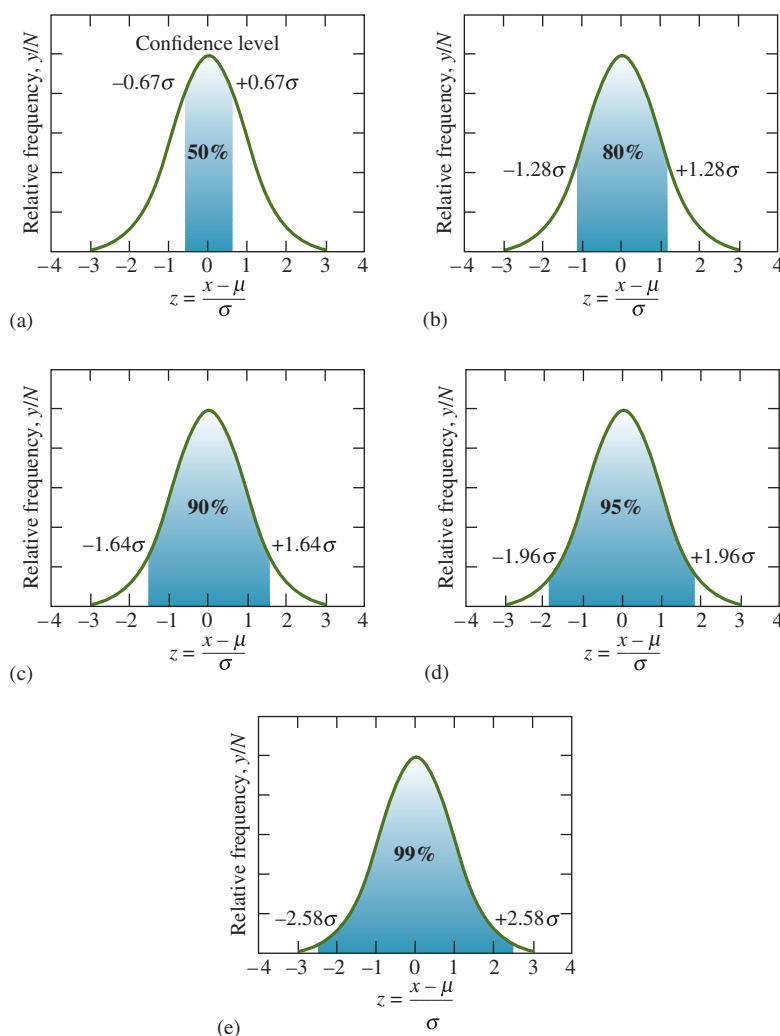 Confidence level
Relative frequency, y/N
–0.67σ
+0.67σ
50%
–4 –3 –2 –1 0 1 2 3 4
z = x – μ
σ
(a)
Relative frequency, y/N
–1.28σ
+1.28σ
80%
–4 –3 –2 –1 0 1 2 3 4
z = x – μ
σ
(b)
Relative frequency, y/N
90%
–1.64σ
+1.64σ
–4 –3 –2 –1 0 1 2 3 4
z = x – μ
σ
(c)
Relative frequency, y/N
95%
–1.96σ
+1.96σ
–4 –3 –2 –1 0 1 2 3 4
z = x – μ
σ
(d)
Relative frequency, y/N
99%
–2.58σ
+2.58σ
–4 –3 –2 –1 0 1 2 3 4
z = x – μ
σ
(e)